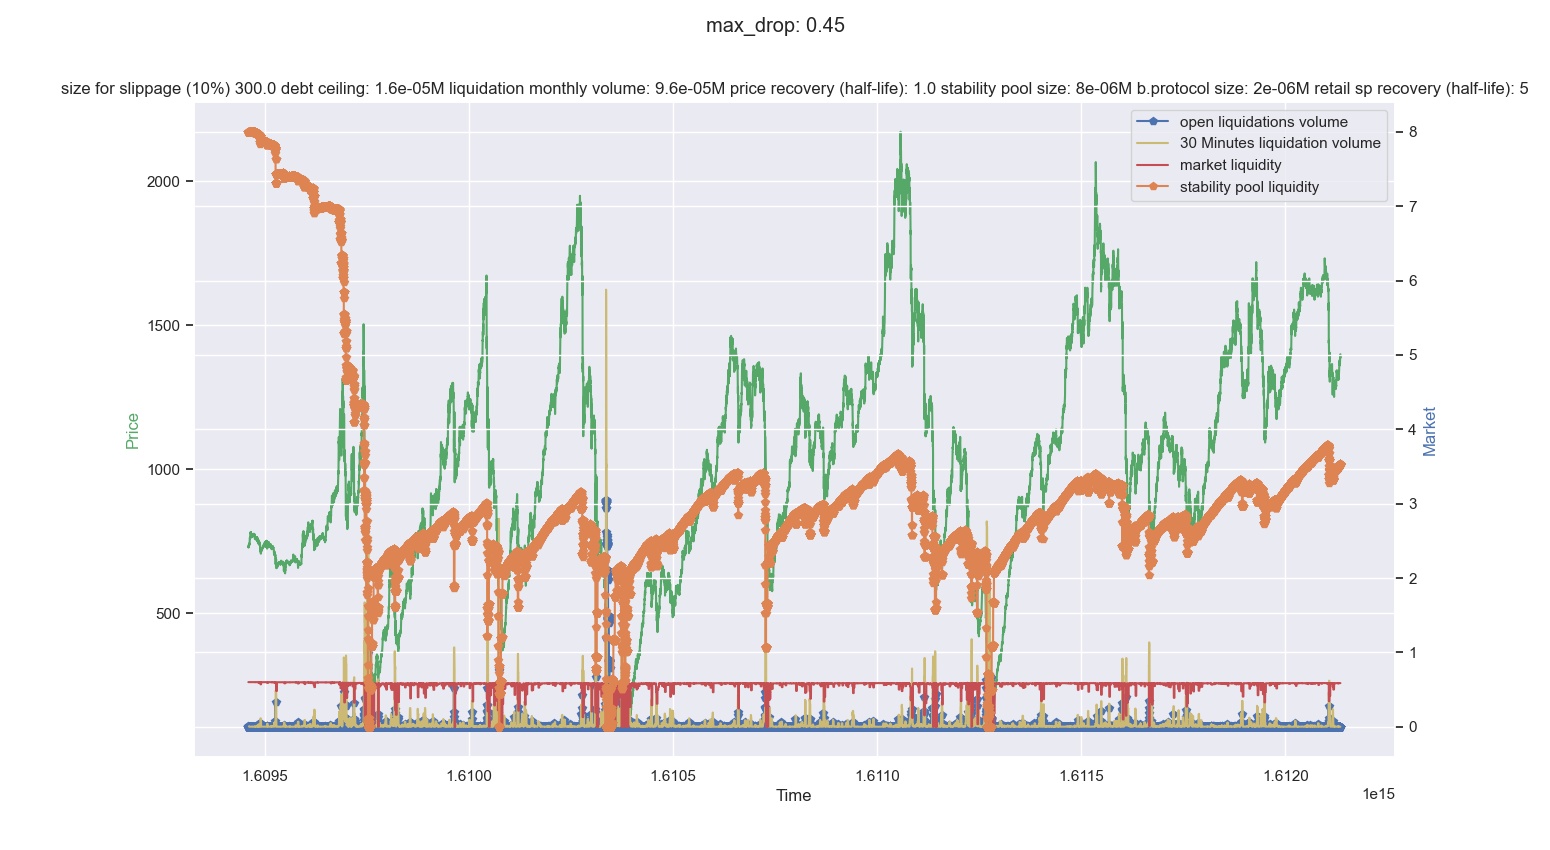 max_drop: 0.45
size for slippage (10%) 300.0 debt ceiling: 1.6e-05M liquidation monthly volume: 9.6e-05M price recovery (half-life): 1.0 stability pool size: 8e-06M b.protocol size: 2e-06M retail sp recovery (half-life): 5
open liquidations volume
30 Minutes liquidation volume
market liquidity
stability pool liquidity
2000
1500
1000
500
Price
8
7
6
5
4
3
2
1
0
Market
1.6095
1.6100
1.6105
1.6110
1.6115
1.6120
Time
1e15